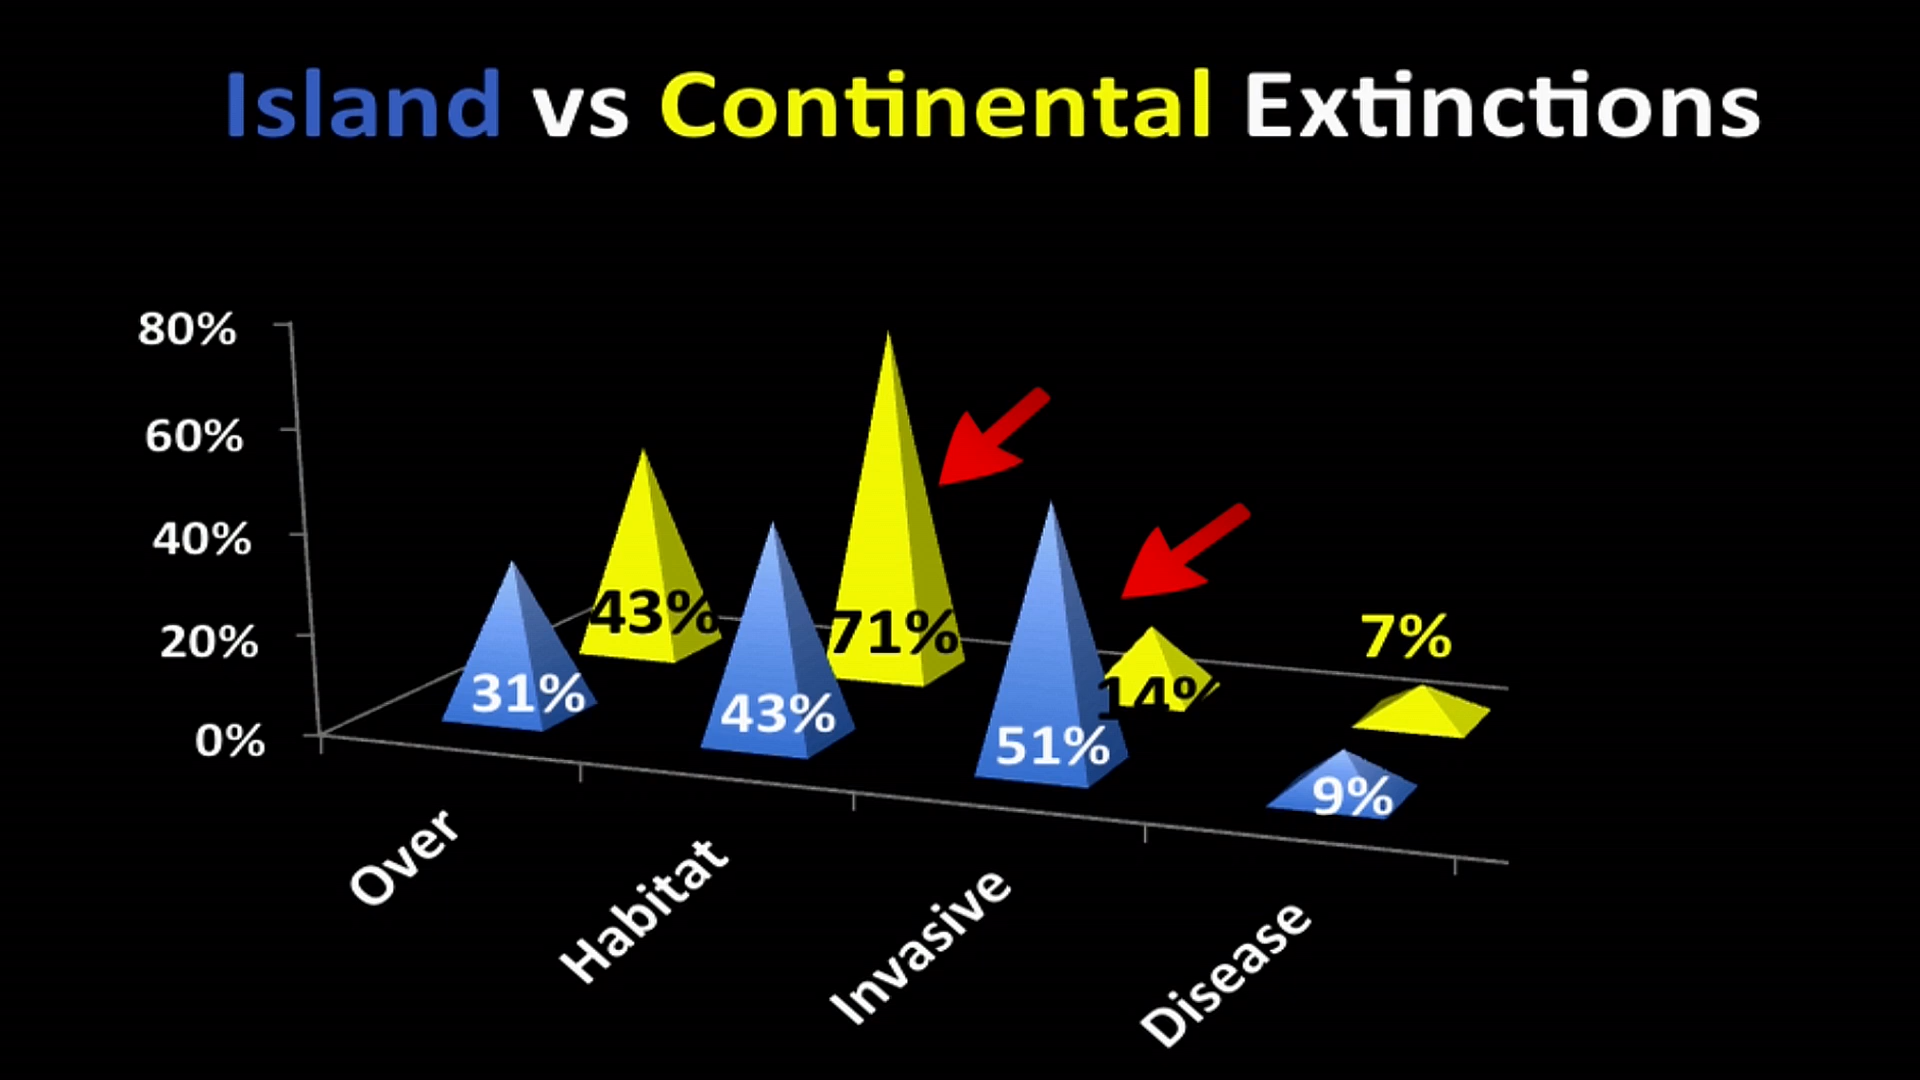 Island vs Continental Extinctions
80%
60%
40%
20%
0%
43%
71%
14%
7%
31%
43%
51%
9%
Over
Habitat
Invasive
Disease